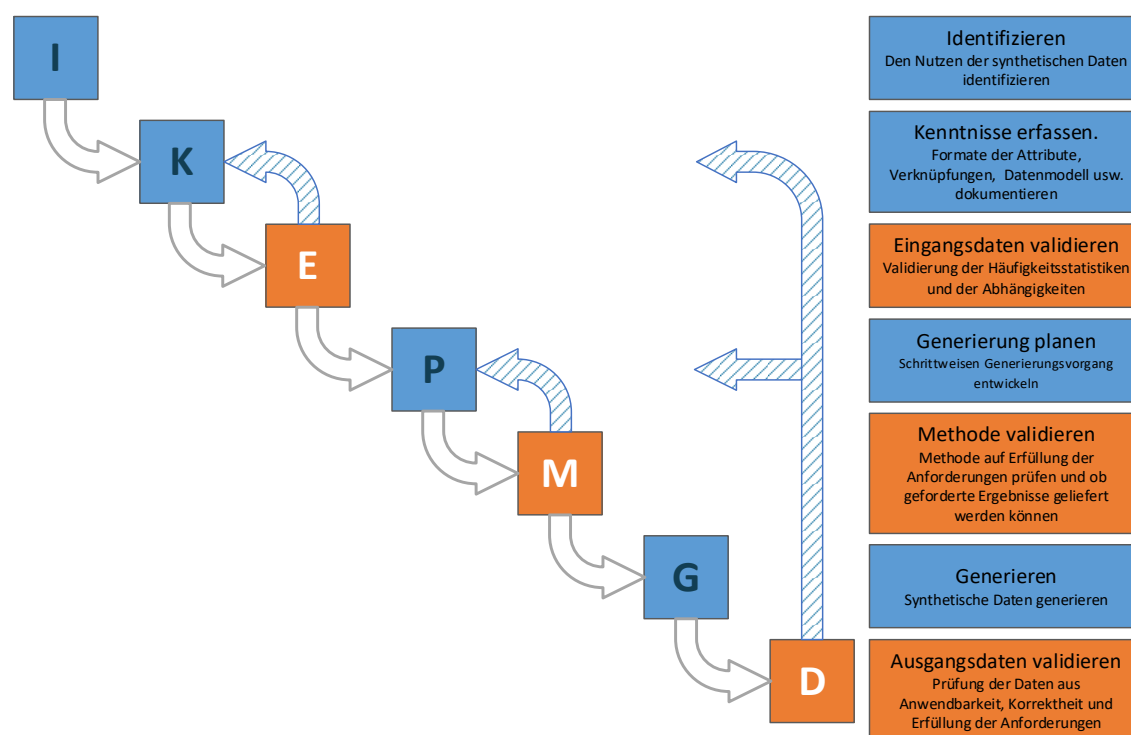 I
K
E
P
M
G
D
Identifizieren
Den Nutzen der synthetischen Daten
identifizieren
Kenntnisse erfassen.
Formate der Attribute,
Verknüpfungen, Datenmodell usw.
dokumentieren
Eingangsdaten validieren
Validierung der Häufigkeitsstatistiken
und der Abhängigkeiten
Generierung planen
Schrittweisen Generierungsvorgang
entwickeln
Methode validieren
Methode auf Erfüllung der
Anforderungen prüfen und ob
geforderte Ergebnisse geliefert
werden können
Generieren
Synthetische Daten generieren
Ausgangsdaten validieren
Prüfung der Daten aus
Anwendbarkeit, Korrektheit und
Erfüllung der Anforderungen